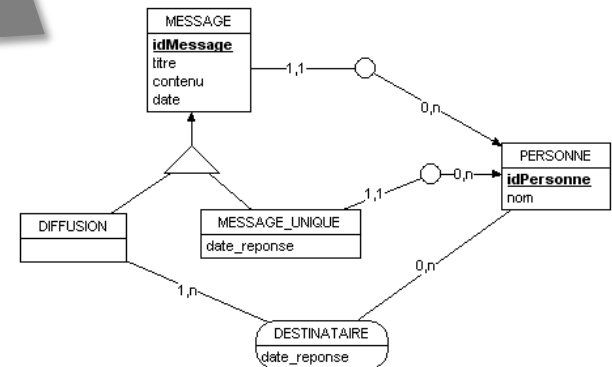 MESSAGE
idMessage
titre
contenu
date
1,1
0,n
PERSONNE
idPersonne
nom
1,1
0,n
DIFFUSION
MESSAGE_UNIQUE
date_reponse
0,n
1,n
DESTINATAIRE
date_reponse